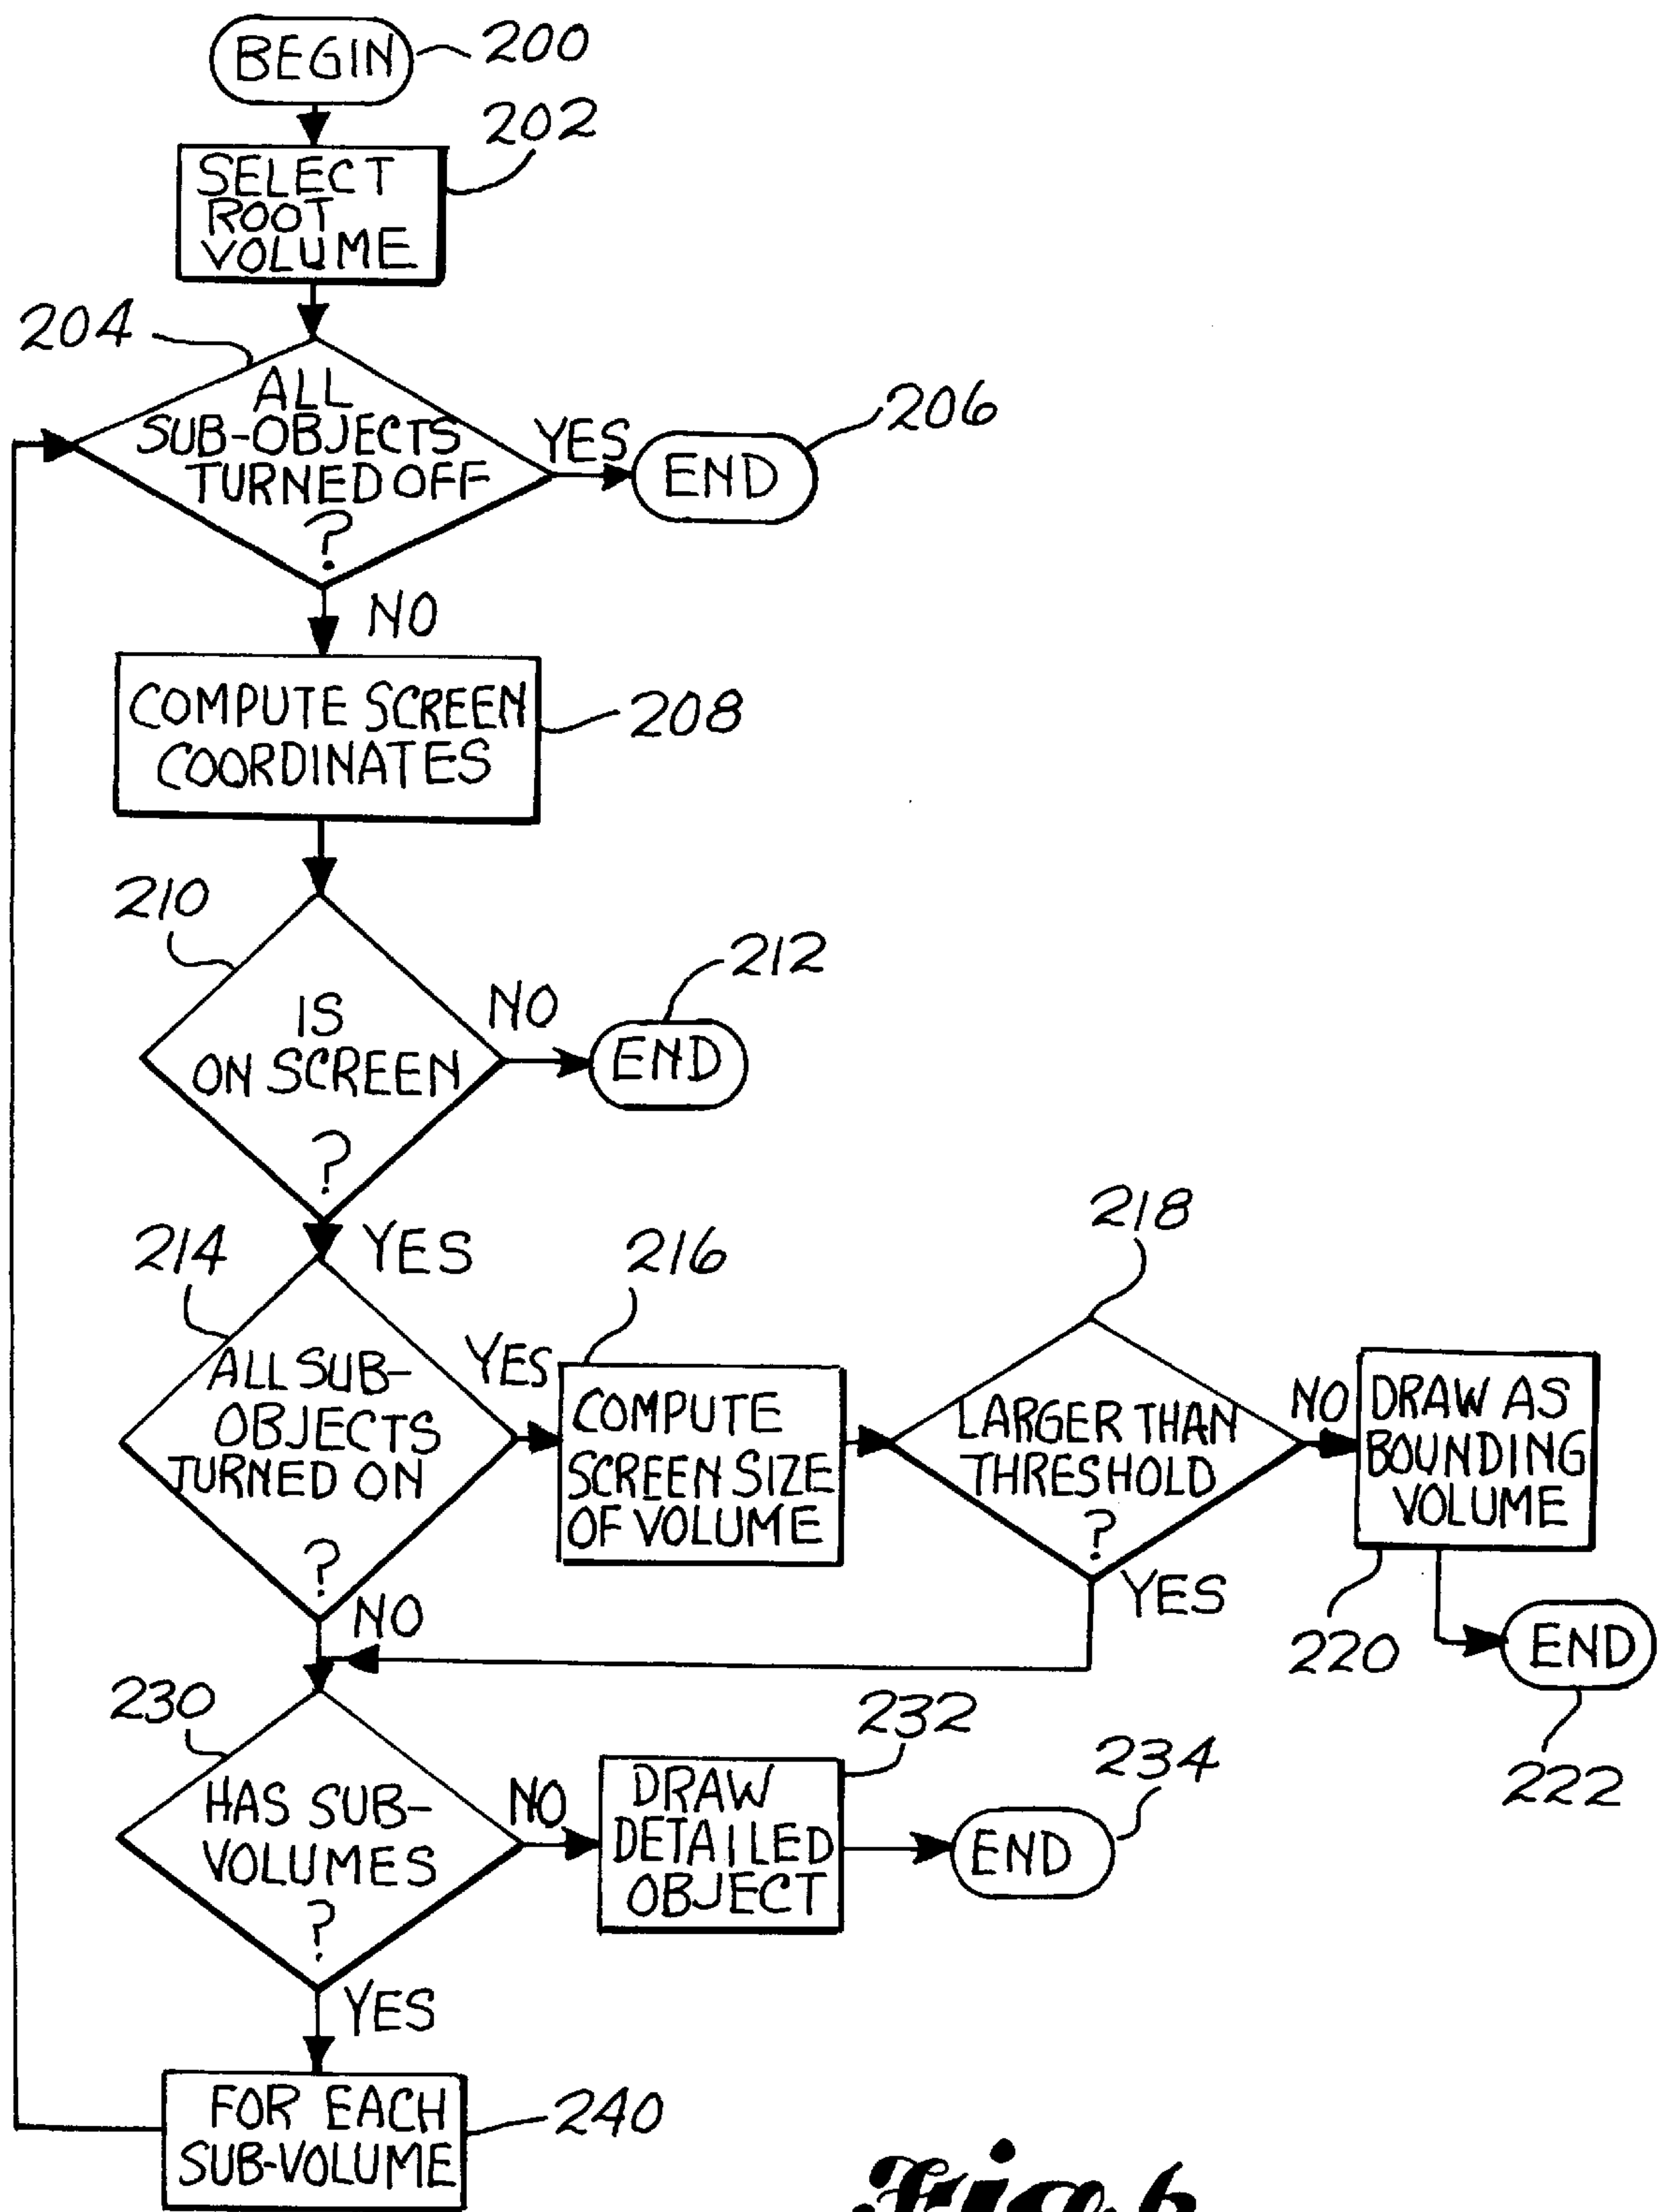 BEGIN
200
202
SELECT
ROOT
VOLUME
204
ALL
SUB-OBJECTS
TURNED OFF
?
YES
END
206
NO
COMPUTE SCREEN
COORDINATES
208
210
IS
ON SCREEN
?
NO
END
212
YES
214
ALL SUB-
OBJECTS
TURNED ON
?
YES
216
COMPUTE
SCREEN SIZE
OF VOLUME
218
LARGER THAN
THRESHOLD
?
NO
DRAW AS
BOUNDING
VOLUME
220
END
222
YES
NO
230
HAS SUB-
VOLUMES
?
NO
232
DRAW
DETAILED
OBJECT
END
234
YES
FOR EACH
SUB-VOLUME
240
Fig. 6